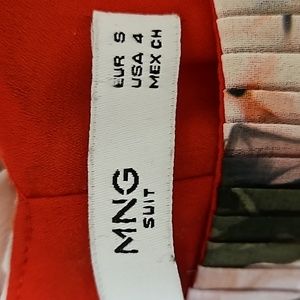 EUR S
USA 4
MEX CH
MNG
SUIT